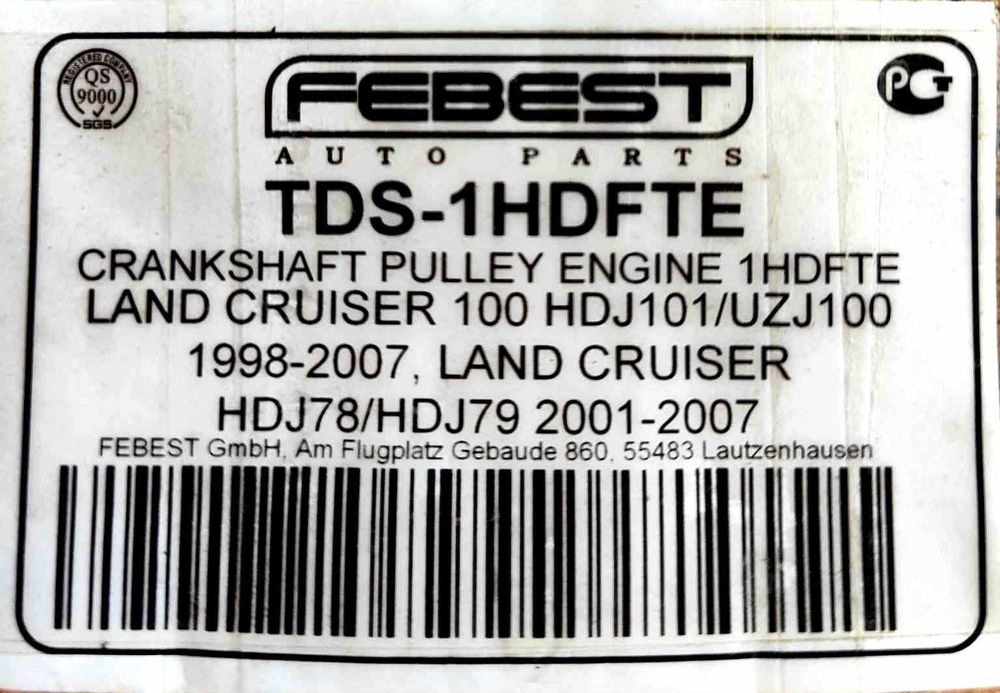 REGISTERED COMPANY
QS
9000
SGS
FEBEST
AUTO PARTS
РСТ
TDS-1HDFTE
CRANKSHAFT PULLEY ENGINE 1HDFTE
LAND CRUISER 100 HDJ101/UZJ100
1998-2007, LAND CRUISER
HDJ78/HDJ79 2001-2007
FEBEST GmbH, Am Flugplatz Gebaude 860, 55483 Lautzenhausen